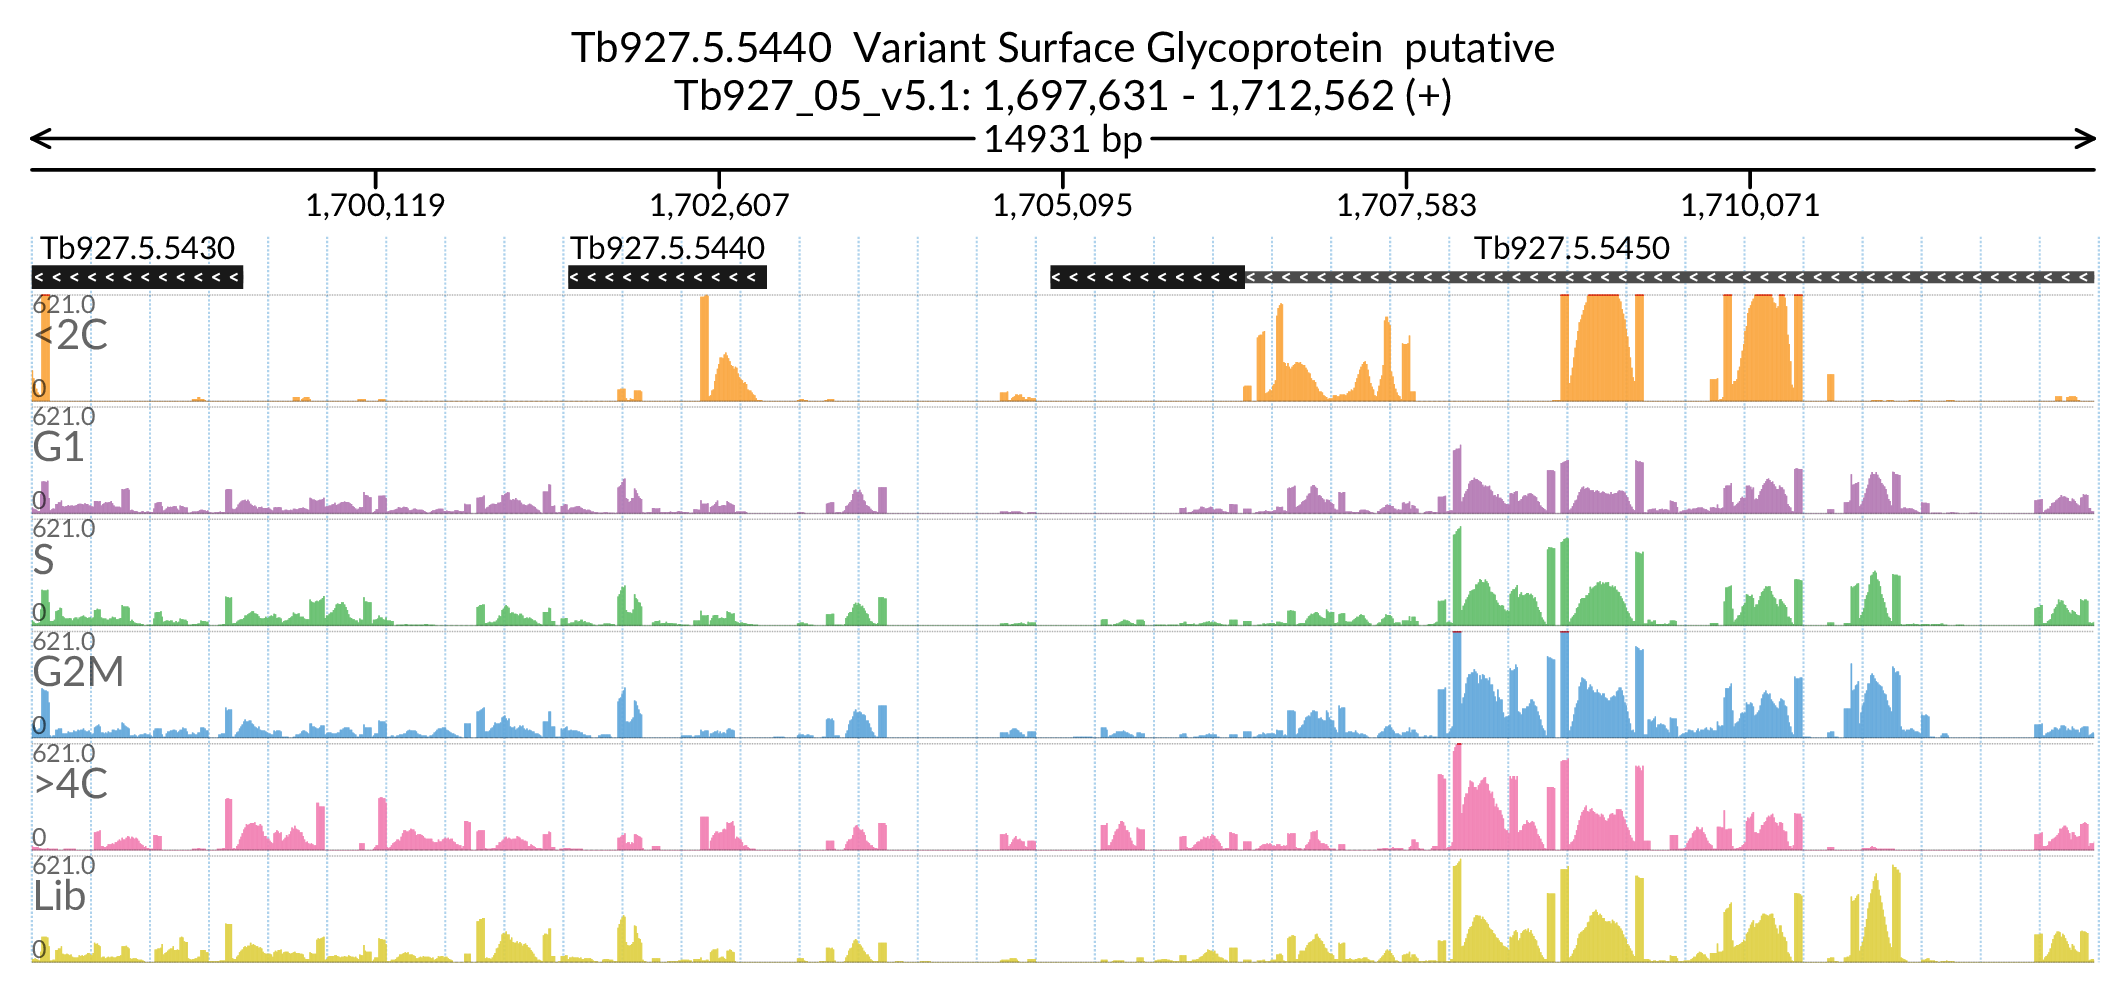 Tb927.5.5440 Variant Surface Glycoprotein putative
Tb927_05_v5.1: 1,697,631 - 1,712,562 (+)
14931 bp
1,700,119 1,702,607 1,705,095 1,707,583 1,710,071
Tb927.5.5430 Tb927.5.5440 Tb927.5.5450
621.0
<2C
0
621.0
G1
0
621.0
S
0
621.0
G2M
0
621.0
>4C
0
621.0
Lib
0